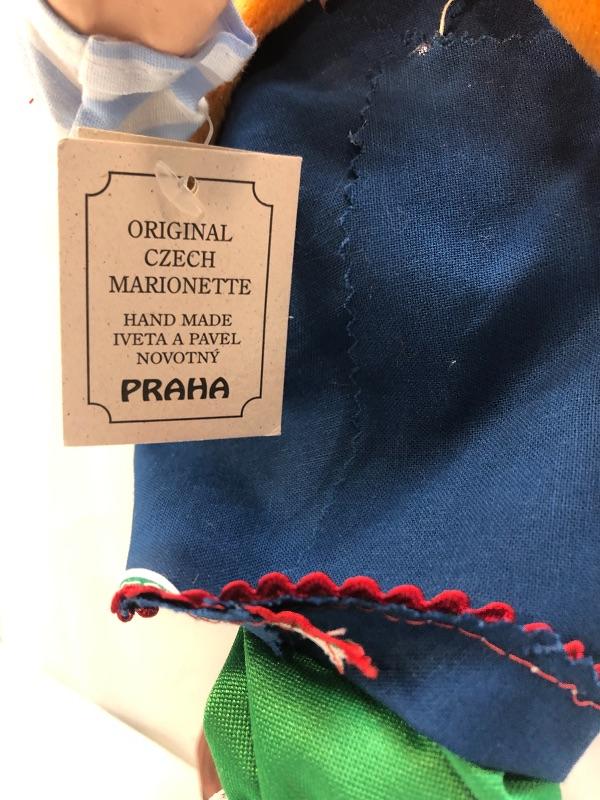 ORIGINAL
CZECH
MARIONETTE
HAND MADE
IVETA A PAVEL
NOVOTNÝ
PRAHA